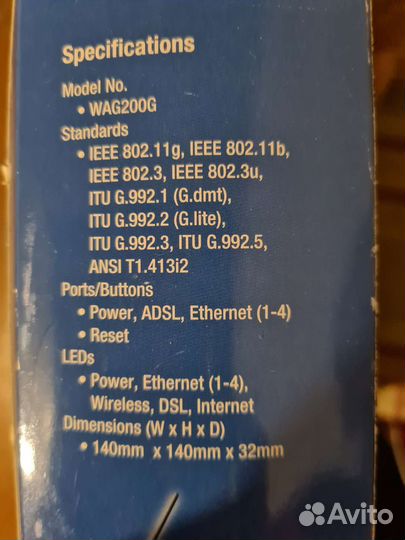 Specifications
Model No.
• WAG200G
Standards
• IEEE 802.11g, IEEE 802.11b,
IEEE 802.3, IEEE 802.3u,
ITU G.992.1 (G.dmt),
ITU G.992.2 (G.lite),
ITU G.992.3, ITU G.992.5,
ANSI T1.413i2
Ports/Buttons
• Power, ADSL, Ethernet (1-4)
• Reset
LEDs
• Power, Ethernet (1-4),
Wireless, DSL, Internet
Dimensions (W x H x D)
• 140mm x 140mm x 32mm
Avito